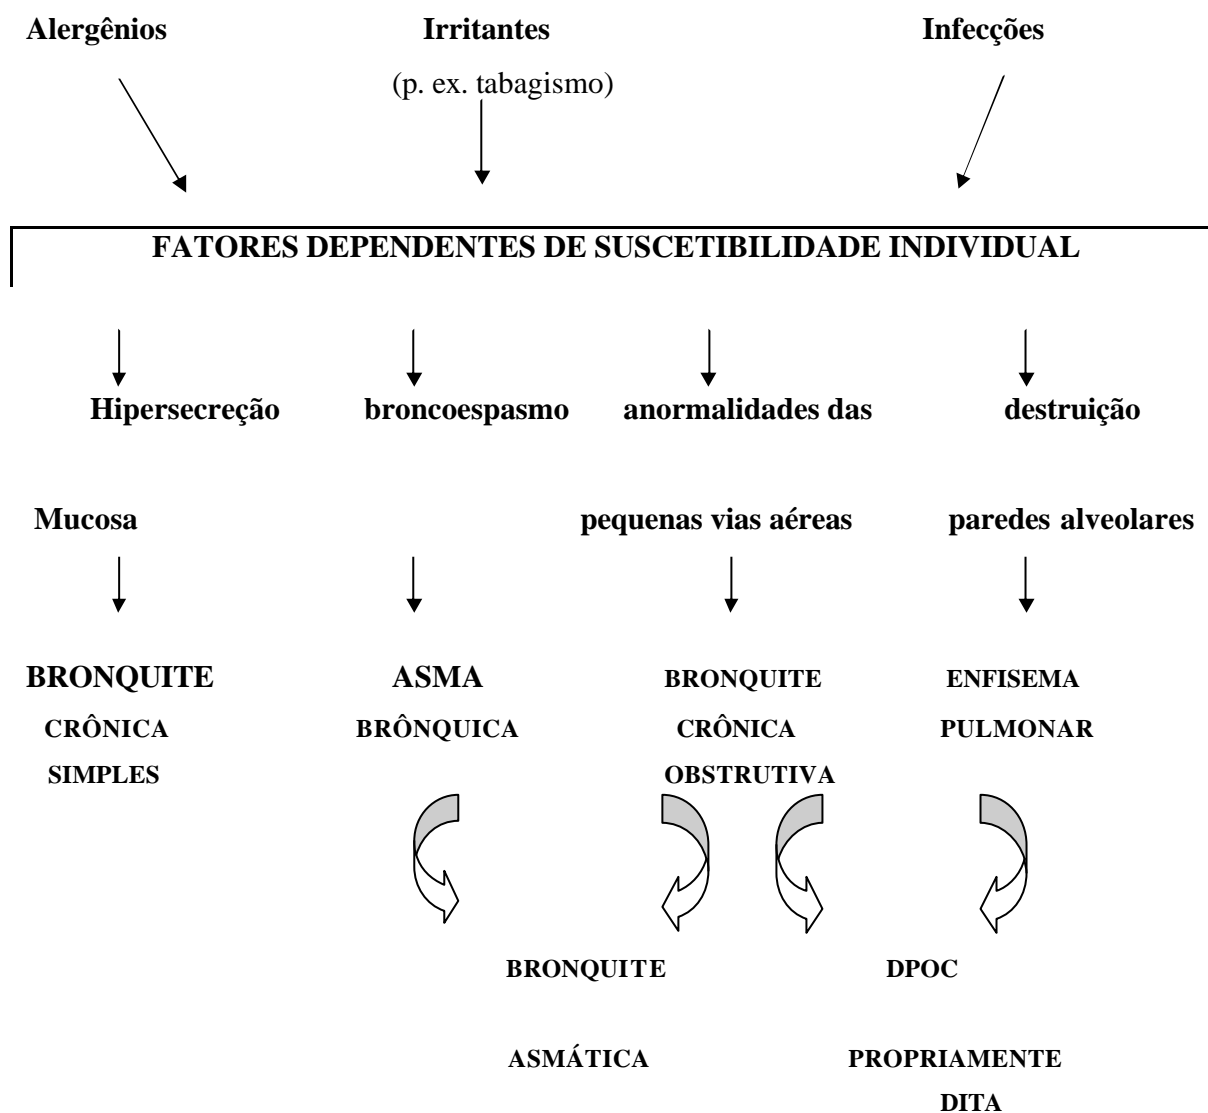 Alergênios Irritantes Infecções
(p. ex. tabagismo)
FATORES DEPENDENTES DE SUSCETIBILIDADE INDIVIDUAL
Hipersecreção broncoespasmo anormalidades das destruição
Mucosa pequenas vias aéreas paredes alveolares
BRONQUITE ASMA BRONQUITE ENFISEMA
CRÔNICA BRÔNQUICA CRÔNICA PULMONAR
SIMPLES OBSTRUTIVA
BRONQUITE DPOC
ASMÁTICA PROPRIAMENTE
DITA